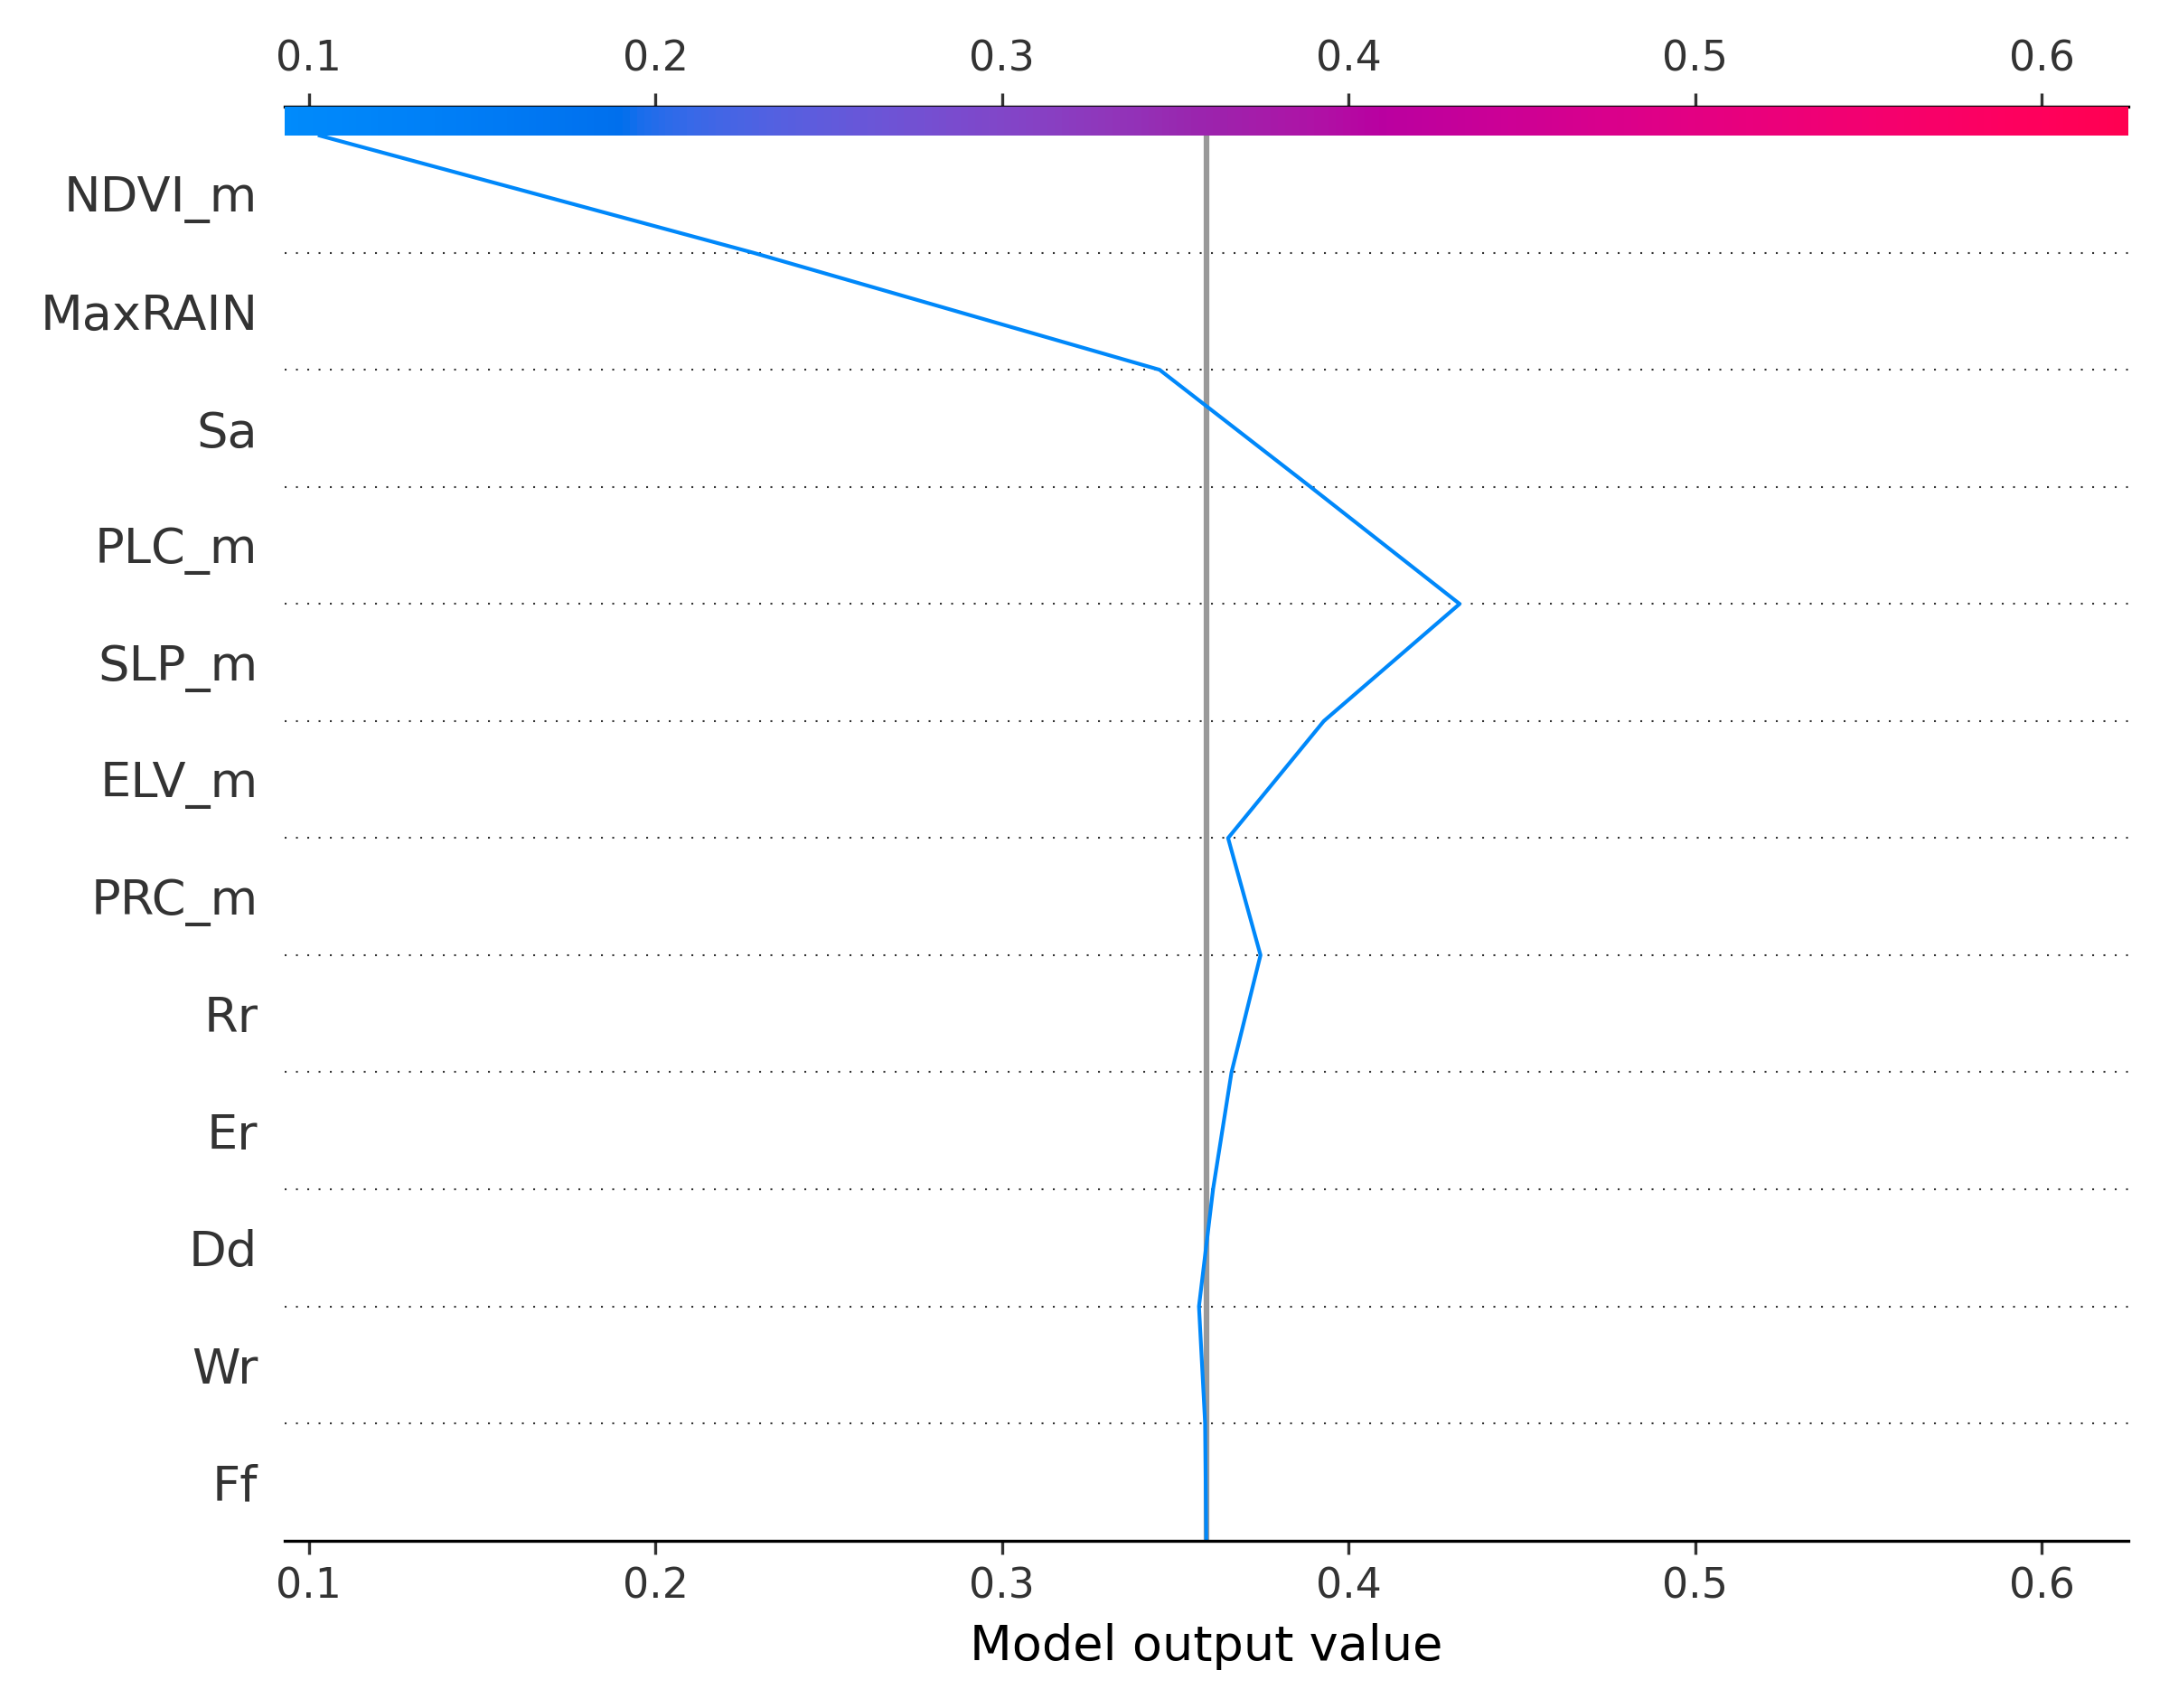 0.1 0.2 0.3 0.4 0.5 0.6
NDVI_m
MaxRAIN
Sa
PLC_m
SLP_m
ELV_m
PRC_m
Rr
Er
Dd
Wr
Ff
0.1 0.2 0.3 0.4 0.5 0.6
Model output value